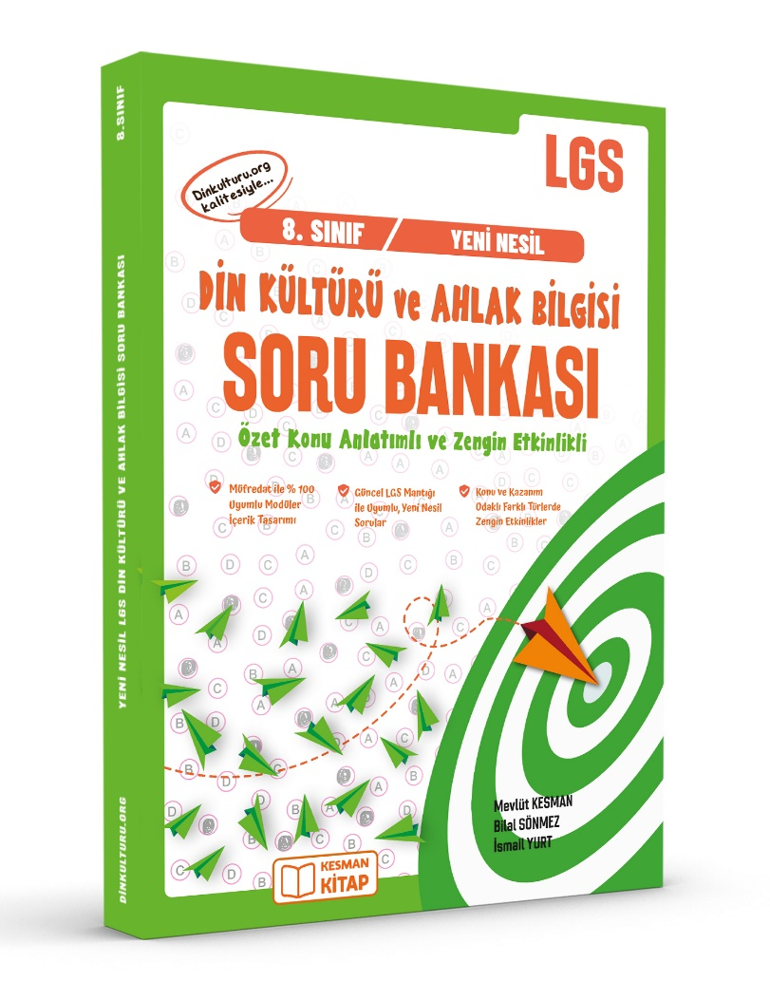 8.SINIF
YENİ NESİL LGS DİN KÜLTÜRÜ VE AHLAK BİLGİSİ SORU BANKASI
DINKULTURU.ORG
LGS
Dinkulturu.org
kalitesiyle...
8. SINIF / YENİ NESİL
DİN KÜLTÜRÜ ve AHLAK BİLGİSİ
SORU BANKASI
Özet Konu Anlatımlı ve Zengin Etkinlikli
Müfredat ile % 100
Uyumlu Modüler
İçerik Tasarımı
Güncel LGS Mantığı
ile Uyumlu, Yeni Nesil
Sorular
Konu ve Kazanım
Odaklı Farklı Türlerde
Zengin Etkinlikler
Mevlüt KESMAN
Bilal SÖNMEZ
İsmail YURT
KESMAN
KİTAP